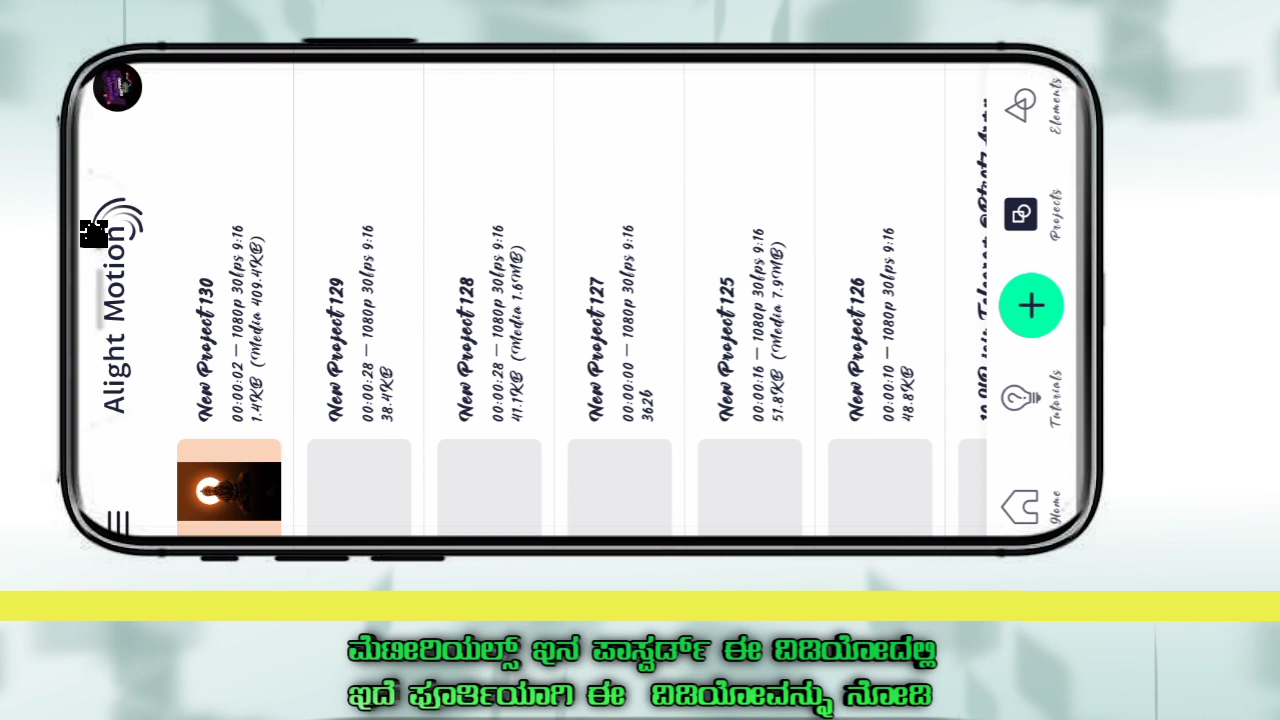 Alight Motion
New Project 130
00:00:02 — 1080p 30fps 9:16
1.4KB (Media 409.4KB)
New Project 129
00:00:28 — 1080p 30fps 9:16
38.4KB
New Project 128
00:00:28 — 1080p 30fps 9:16
41.1KB (Media 1.6MB)
New Project 127
00:00:00 — 1080p 30fps 9:16
362b
New Project 125
00:00:16 — 1080p 30fps 9:16
51.8KB (Media 7.9MB)
New Project 126
00:00:10 — 1080p 30fps 9:16
48.8KB
Home
Tutorials
Projects
Elements
ಮೆಟೀರಿಯಲ್ಸ್ ಇನ ಪಾಸ್ವರ್ಡ್ ಈ ವಿಡಿಯೋದಲ್ಲಿ
ಇದೆ ಪೂರ್ತಿಯಾಗಿ ಈ ವಿಡಿಯೋವನ್ನು ನೋಡಿ